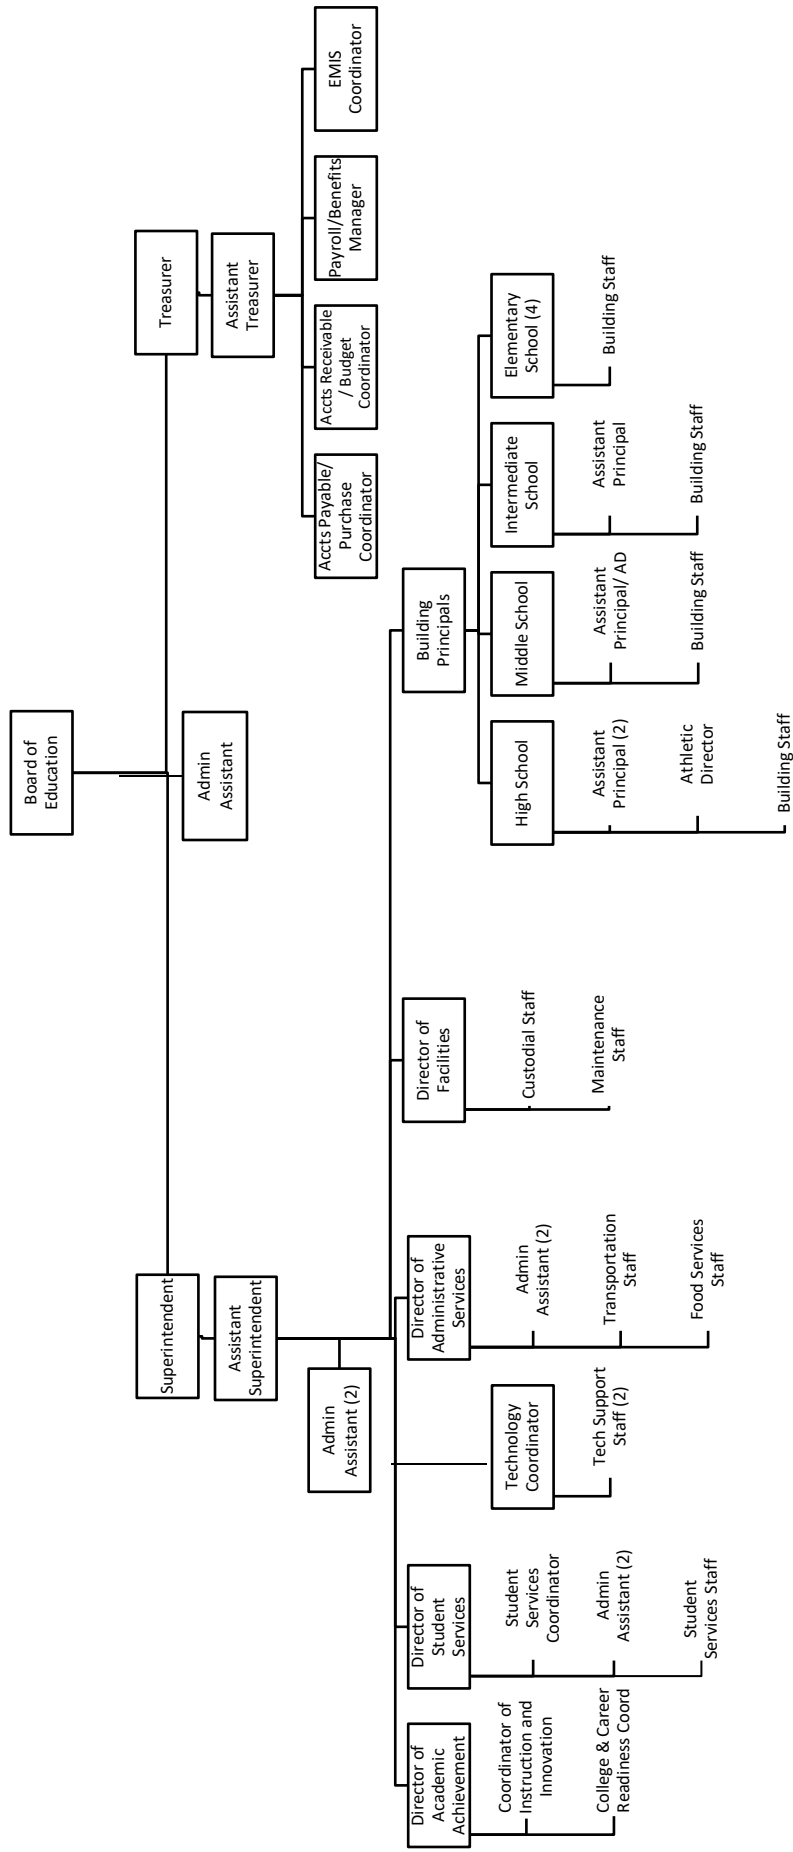 Board of
Education
Admin
Assistant
Superintendent
Assistant
Superintendent
Admin
Assistant (2)
Director of
Academic
Achievement
Coordinator of
Instruction and
Innovation
College & Career
Readiness Coord
Director of
Student
Services
Student
Services
Coordinator
Admin
Assistant (2)
Student
Services Staff
Technology
Coordinator
Tech Support
Staff (2)
Director of
Administrative
Services
Admin
Assistant (2)
Transportation
Staff
Food Services
Staff
Director of
Facilities
Custodial Staff
Maintenance
Staff
Building
Principals
High School
Assistant
Principal (2)
Athletic
Director
Building Staff
Middle School
Assistant
Principal/ AD
Building Staff
Intermediate
School
Assistant
Principal
Building Staff
Elementary
School (4)
Building Staff
Treasurer
Assistant
Treasurer
Accts Payable/
Purchase
Coordinator
Accts Receivable
/ Budget
Coordinator
Payroll/Benefits
Manager
EMIS
Coordinator